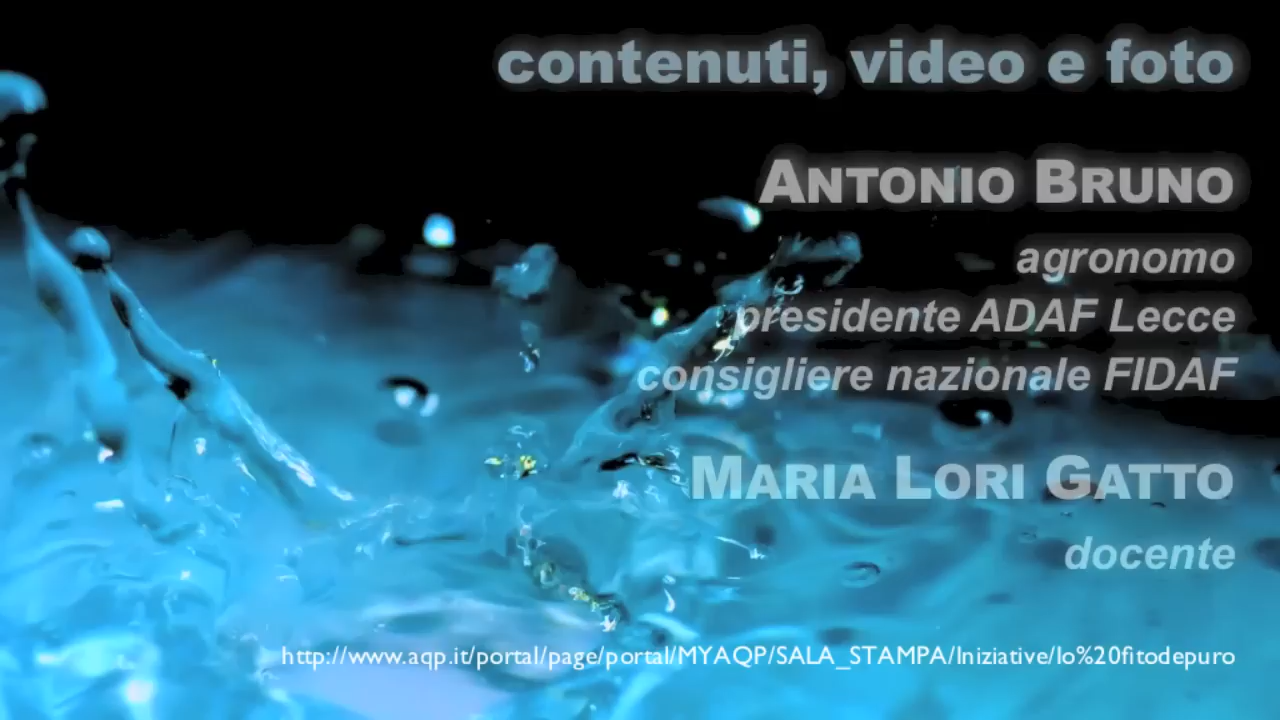 contenuti, video e foto
ANTONIO BRUNO
agronomo
presidente ADAF Lecce
consigliere nazionale FIDAF
MARIA LORI GATTO
docente
http://www.aqp.it/portal/page/portal/MYAQP/SALA_STAMPA/Iniziative/Io%20fitodepuro